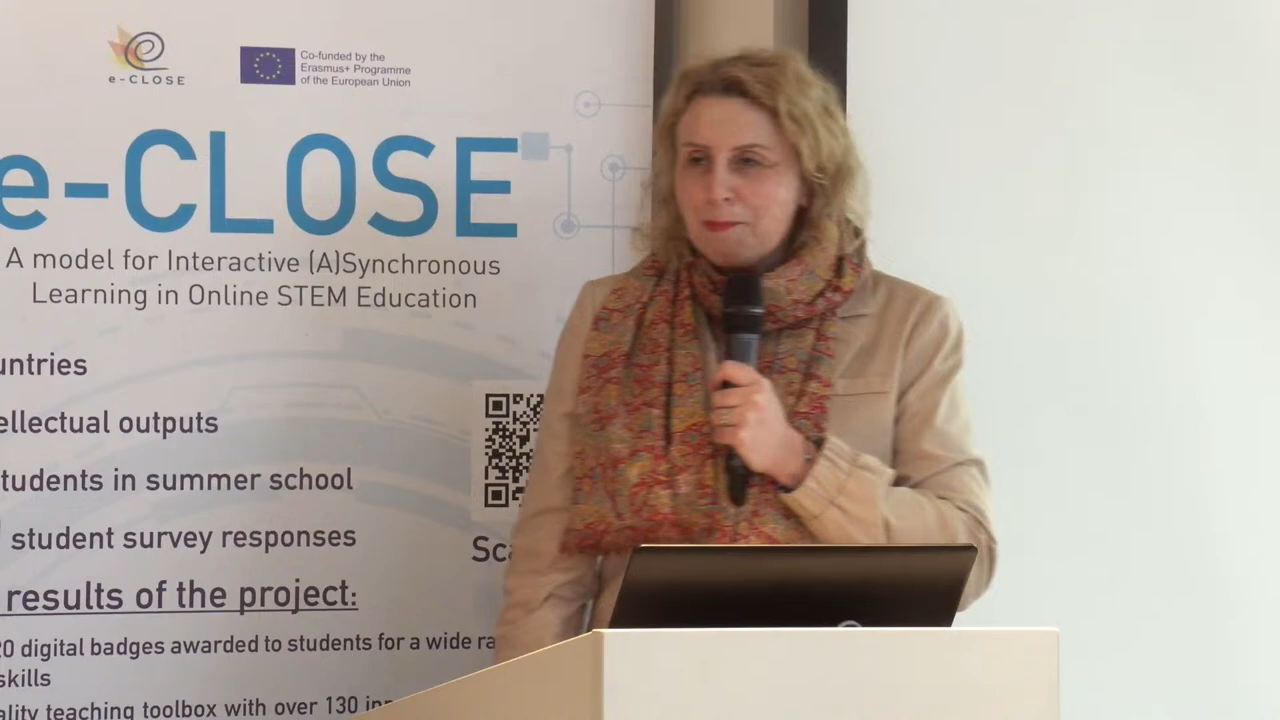 e-CLOSE
Co-funded by the
Erasmus+ Programme
of the European Union
e-CLOSE
A model for Interactive (A)Synchronous
Learning in Online STEM Education
untries
ellectual outputs
tudents in summer school
student survey responses
Sca
results of the project:
20 digital badges awarded to students for a wide ra
skills
ality teaching toolbox with over 130